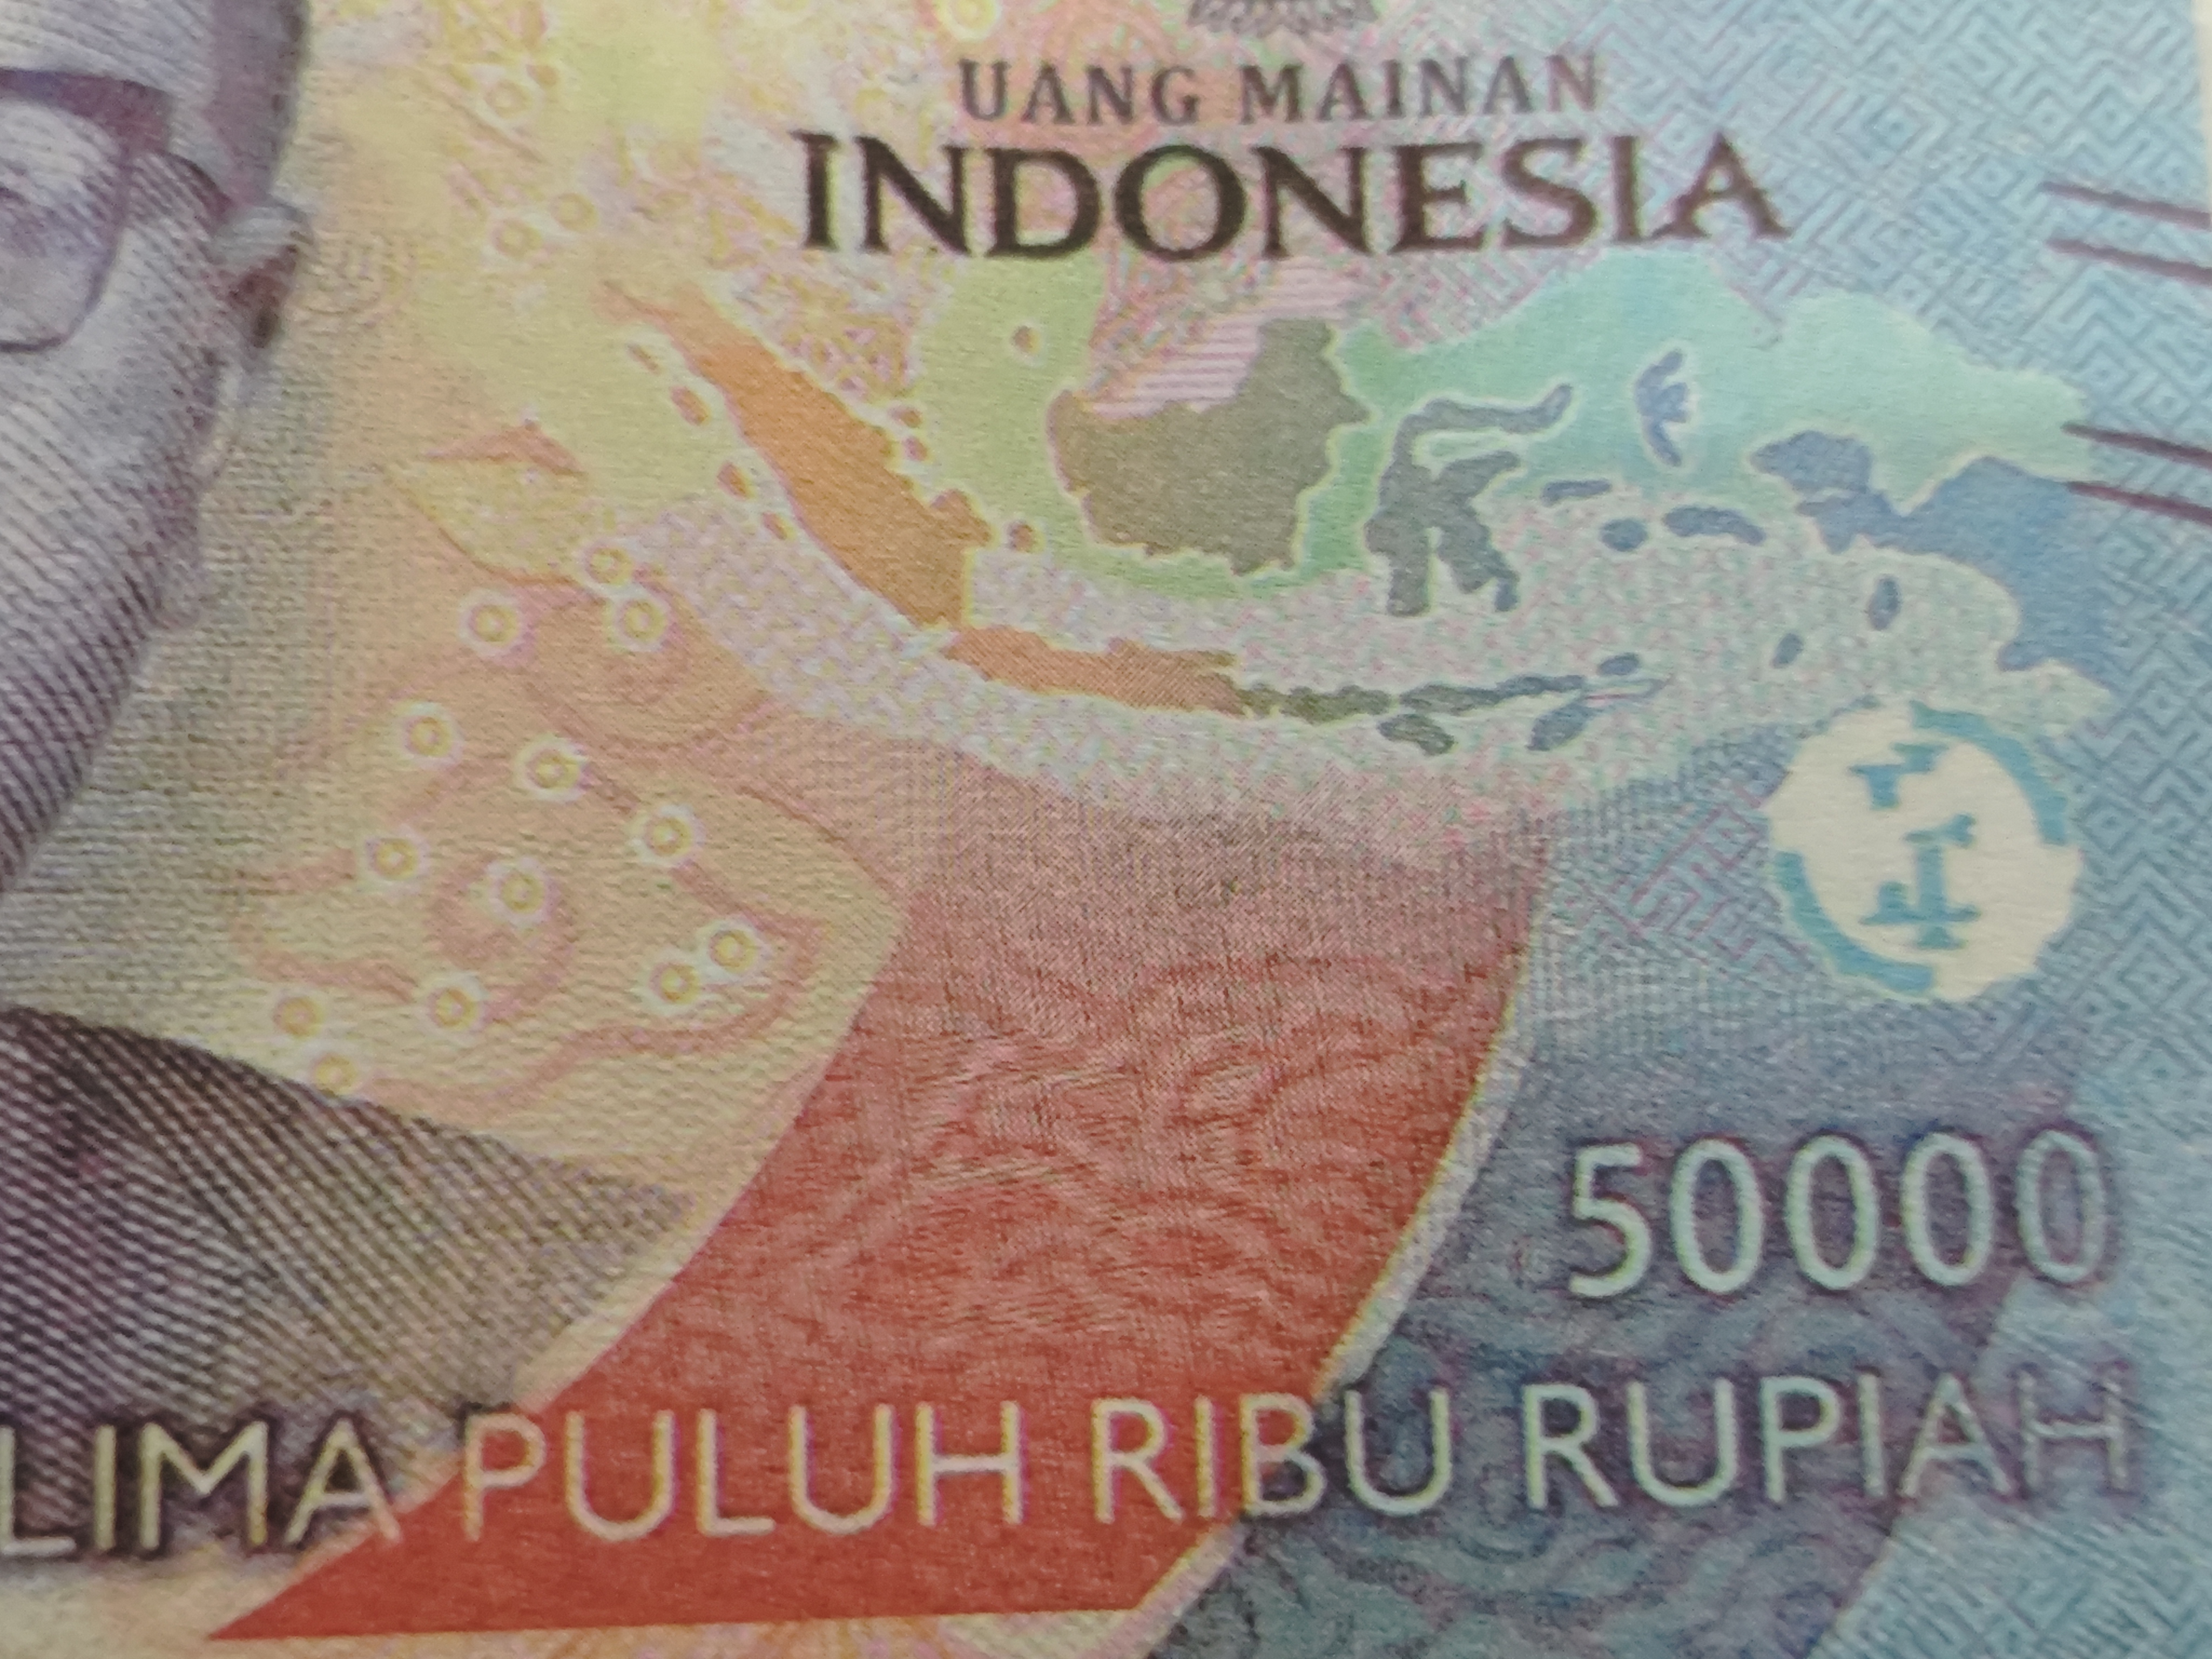 UANG MAINAN
INDONESIA
50000
LIMA PULUH RIBU RUPIAH